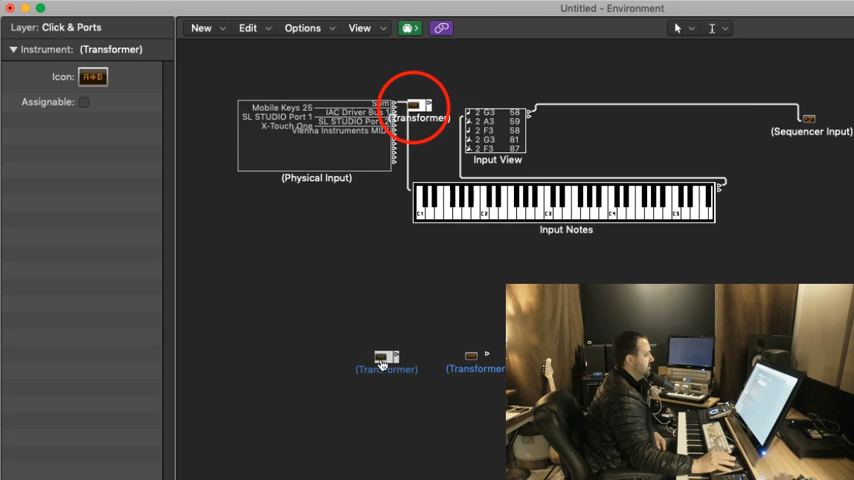 Untitled - Environment
Layer: Click & Ports
New
Edit
Options
View
Instrument: (Transformer)
Icon:
A B
Assignable:
Sum
Mobile Keys 25
IAC Driver Bus 1
SL STUDIO Port 1
SL STUDIO Port 2
X-Touch One
Vienna Instruments MIDI
(Physical Input)
(Transformer)
2 G3 58
2 A3 59
2 F3 58
2 G3 81
2 F3 87
Input View
(Sequencer Input)
C1 C2 C3 C4 C5
Input Notes
(Transformer)
(Transformer